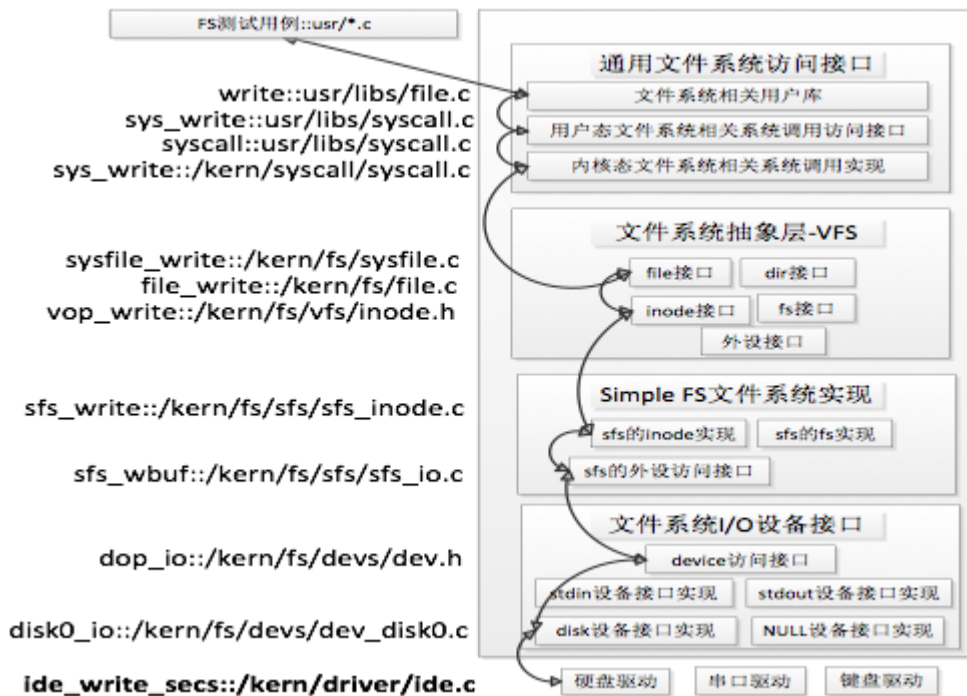 FS测试用例::usr/*.c
通用文件系统访问接口
write::usr/libs/file.c
文件系统相关用户库
sys_write::usr/libs/syscall.c
用户态文件系统相关系统调用访问接口
syscall::usr/libs/syscall.c
sys_write::/kern/syscall/syscall.c
内核态文件系统相关系统调用实现
文件系统抽象层-VFS
sysfile_write::/kern/fs/sysfile.c
file接口 dir接口
file_write::/kern/fs/file.c
vop_write::/kern/fs/vfs/inode.h
inode接口 fs接口
外设接口
Simple FS文件系统实现
sfs_write::/kern/fs/sfs/sfs_inode.c
sfs的inode实现 sfs的fs实现
sfs_wbuf::/kern/fs/sfs/sfs_io.c
sfs的外设访问接口
文件系统I/O设备接口
dop_io::/kern/fs/devs/dev.h
device访问接口
stdin设备接口实现 stdout设备接口实现
disk0_io::/kern/fs/devs/dev_disk0.c
disk设备接口实现 NULL设备接口实现
ide_write_secs::/kern/driver/ide.c
硬盘驱动 串口驱动 键盘驱动